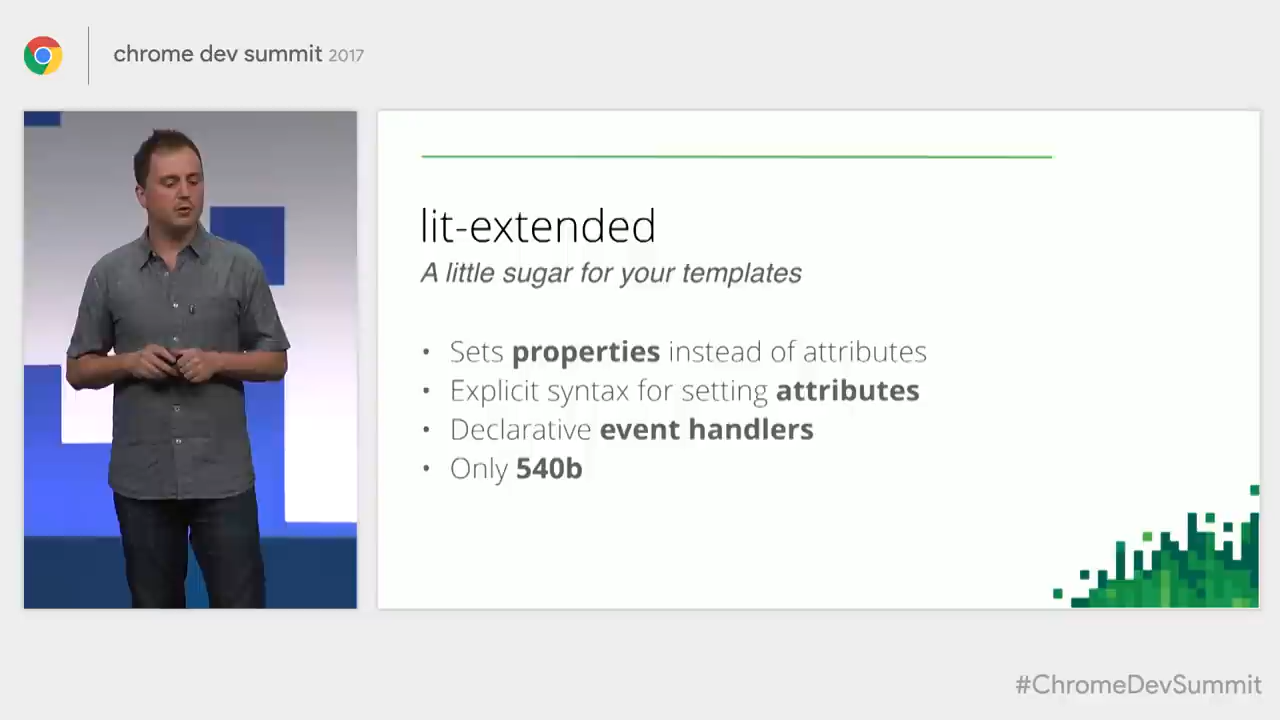 chrome dev summit 2017
lit-extended
A little sugar for your templates
• Sets properties instead of attributes
• Explicit syntax for setting attributes
• Declarative event handlers
• Only 540b
#ChromeDevSummit